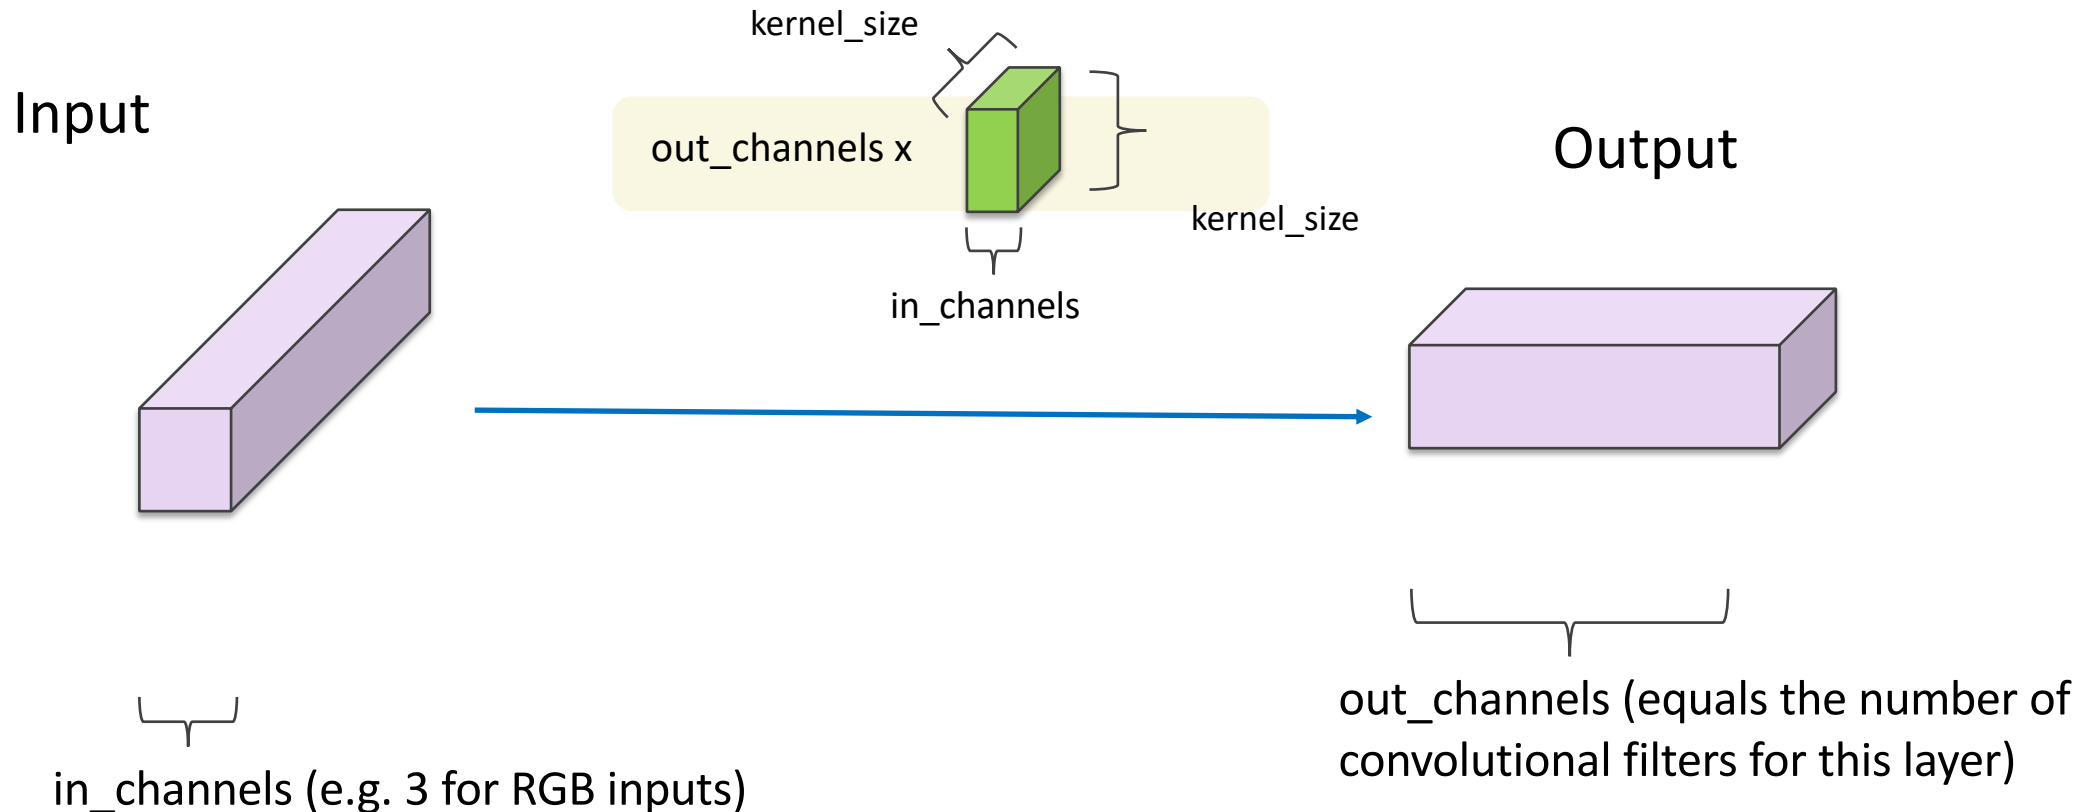 kernel_size
Input
out_channels x
Output
kernel_size
in_channels
out_channels (equals the number of
convolutional filters for this layer)
in_channels (e.g. 3 for RGB inputs)